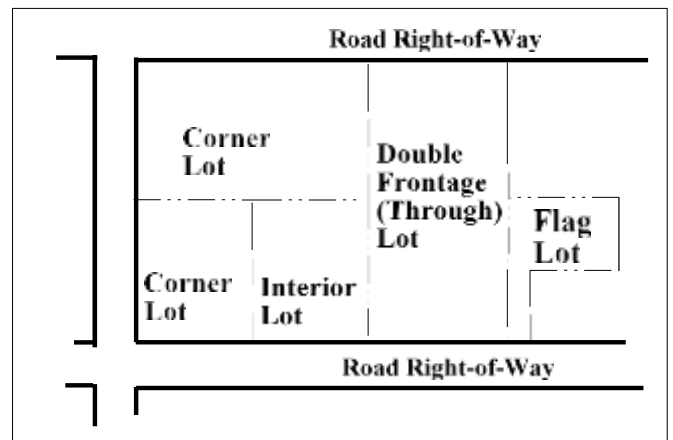 Road Right-of-Way
Corner
Lot
Double
Frontage
(Through)
Lot
Flag
Lot
Corner
Lot
Interior
Lot
Road Right-of-Way